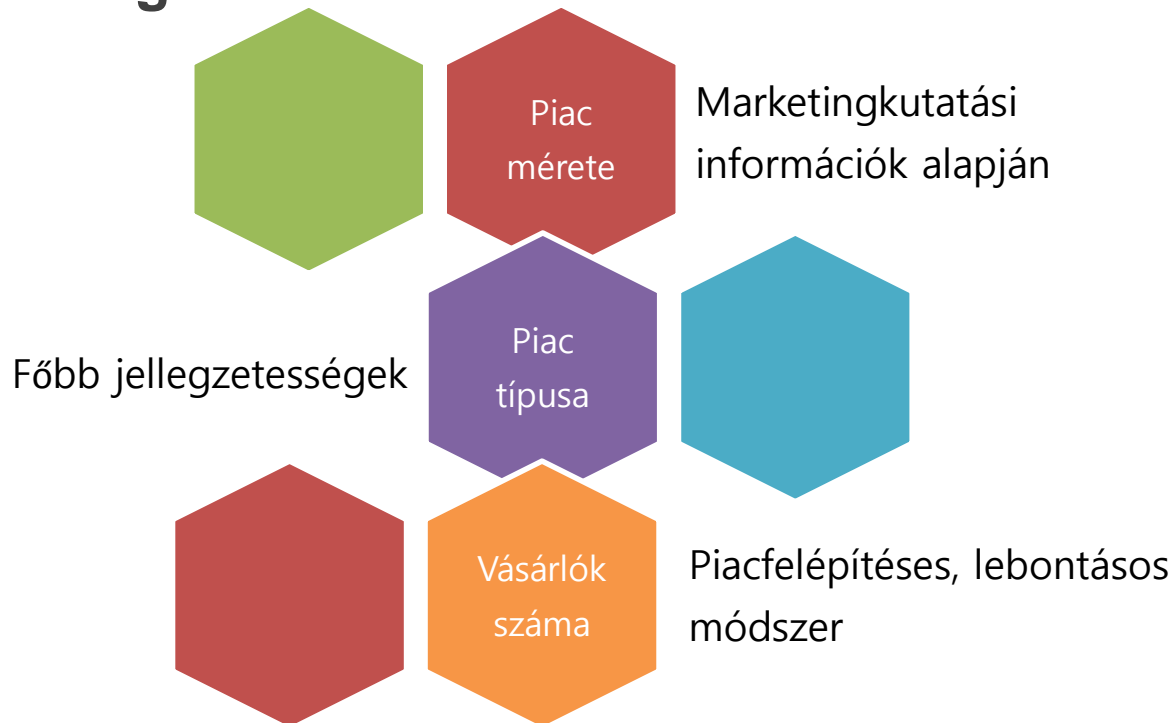 Piac
mérete
Marketingkutatási
információk alapján
Főbb jellegzetességek
Piac
típusa
Vásárlók
száma
Piacfelépítéses, lebontásos
módszer